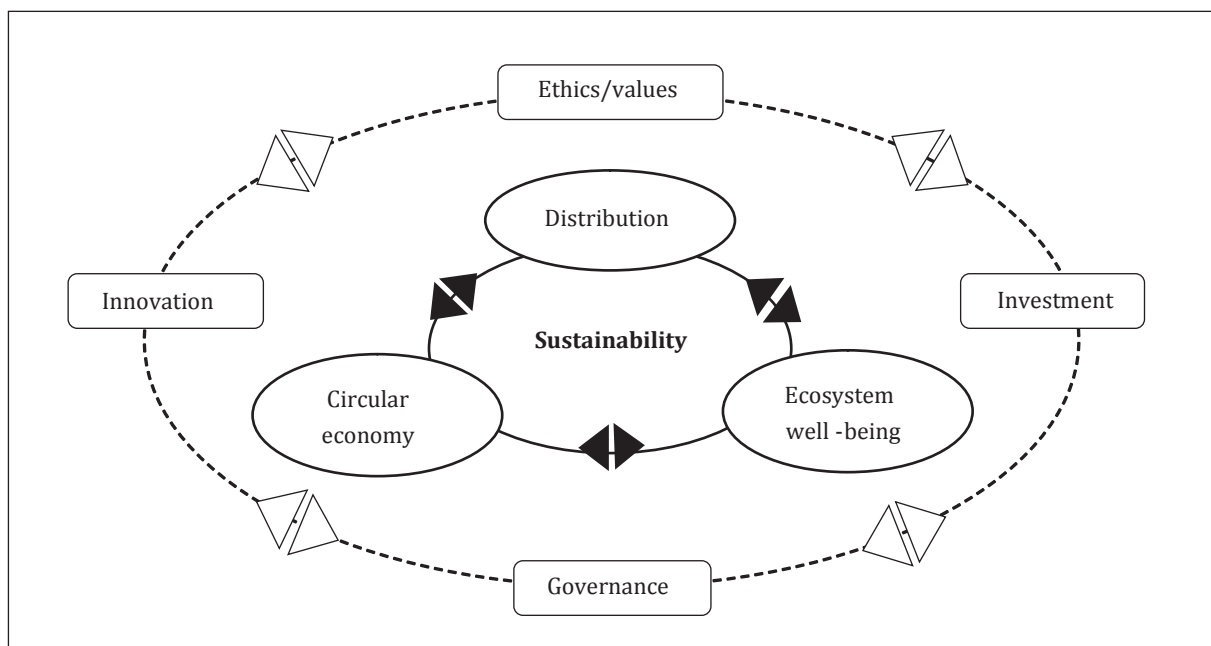 Ethics/values
Distribution
Innovation
Investment
Sustainability
Circular
economy
Ecosystem
well -being
Governance